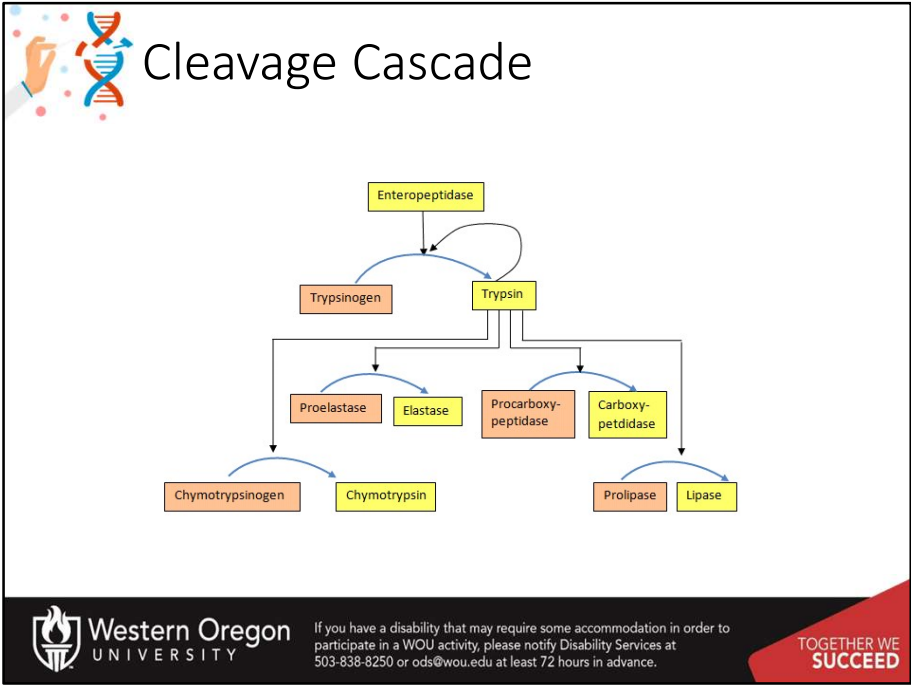 Cleavage Cascade
Enteropeptidase
Trypsinogen
Trypsin
Proelastase
Elastase
Procarboxy-
peptidase
Carboxy-
petdidase
Chymotrypsinogen
Chymotrypsin
Prolipase
Lipase
Western Oregon
UNIVERSITY
If you have a disability that may require some accommodation in order to
participate in a WOU activity, please notify Disability Services at
503-838-8250 or ods@wou.edu at least 72 hours in advance.
TOGETHER WE
SUCCEED